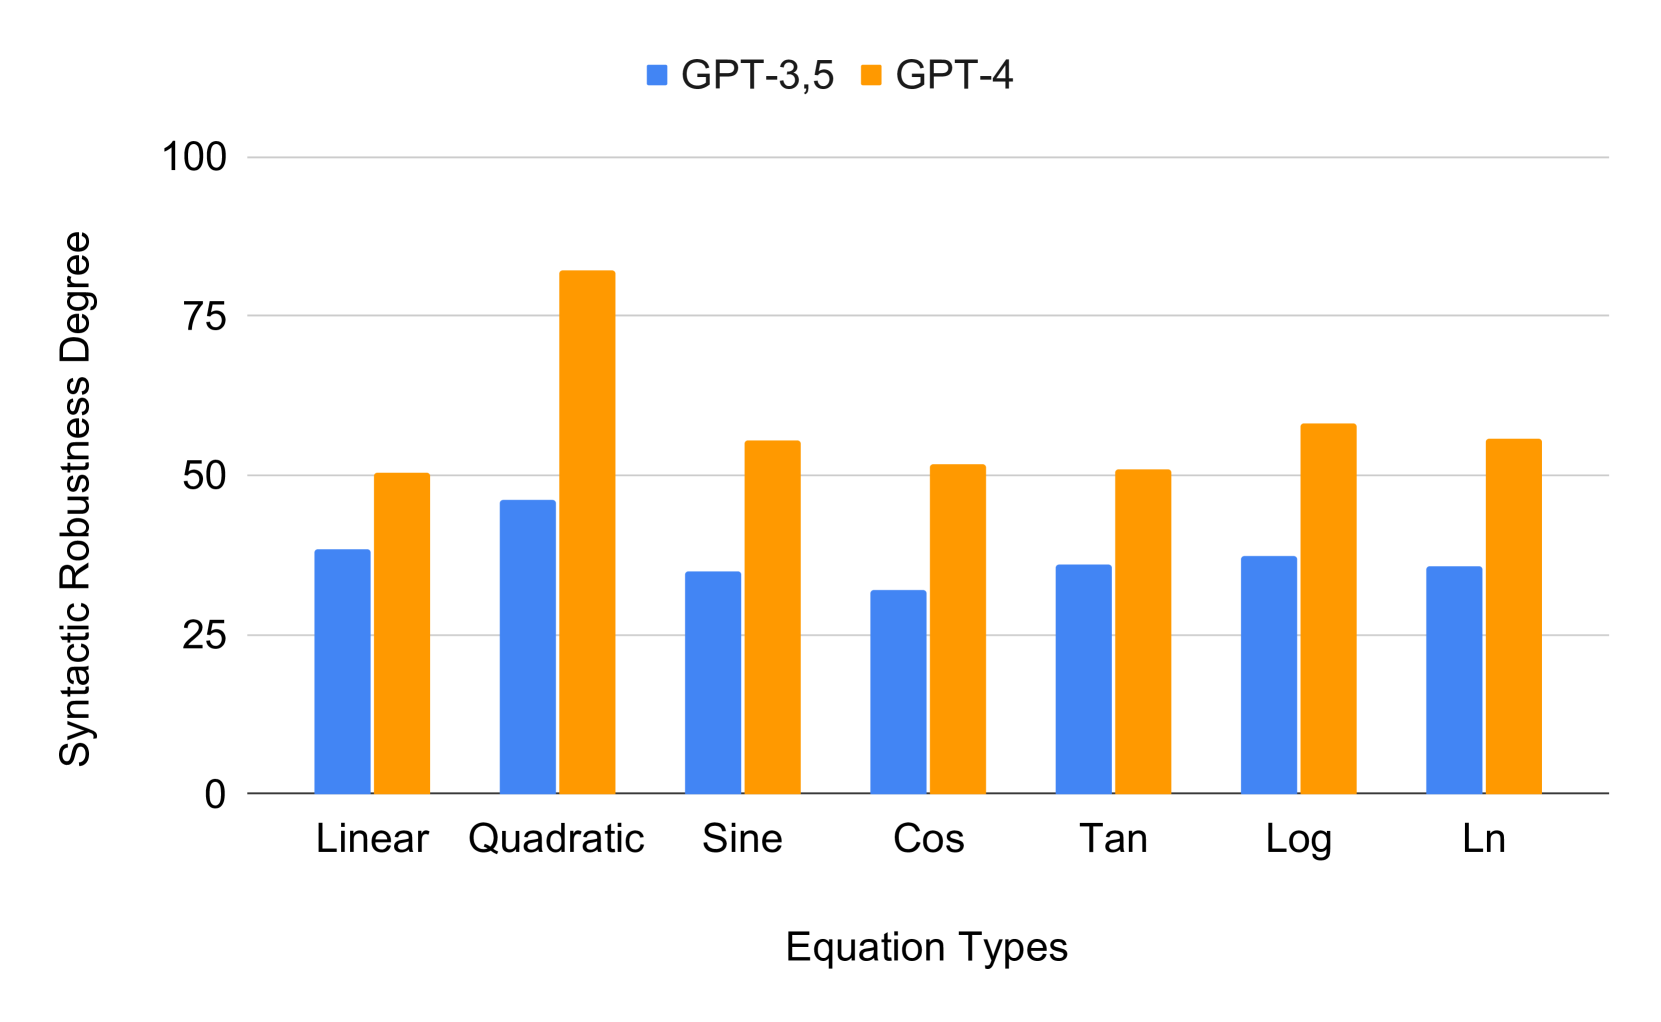 GPT-3,5 GPT-4
100
75
50
25
0
Syntactic Robustness Degree
Linear Quadratic Sine Cos Tan Log Ln
Equation Types